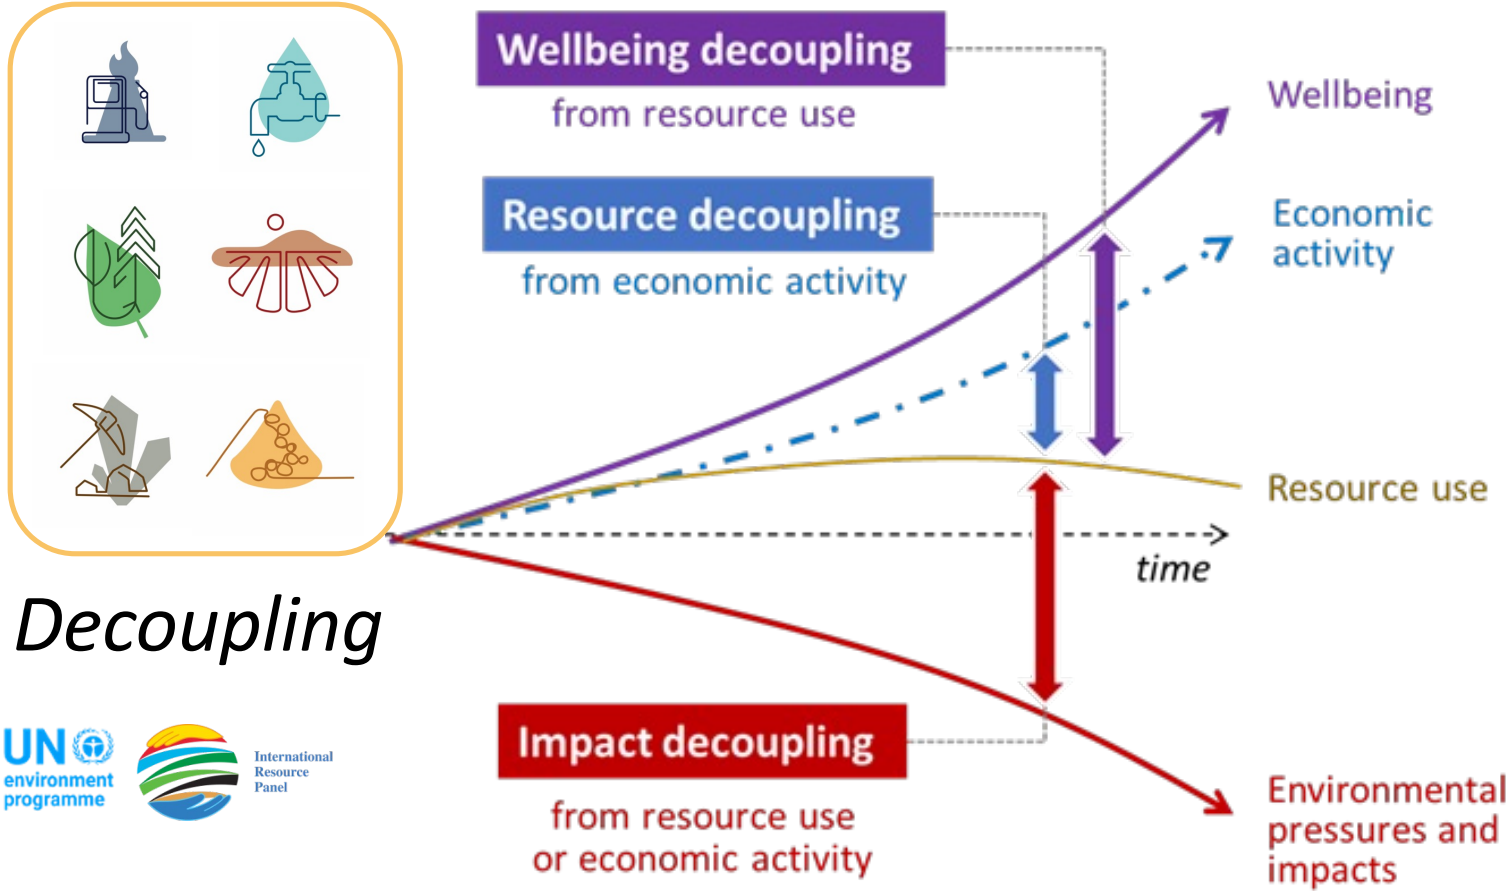 Wellbeing decoupling
from resource use
Wellbeing
Resource decoupling
from economic activity
Economic
activity
Resource use
time
Decoupling
Impact decoupling
from resource use
or economic activity
Environmental
pressures and
impacts
UN
environment
programme
International
Resource
Panel